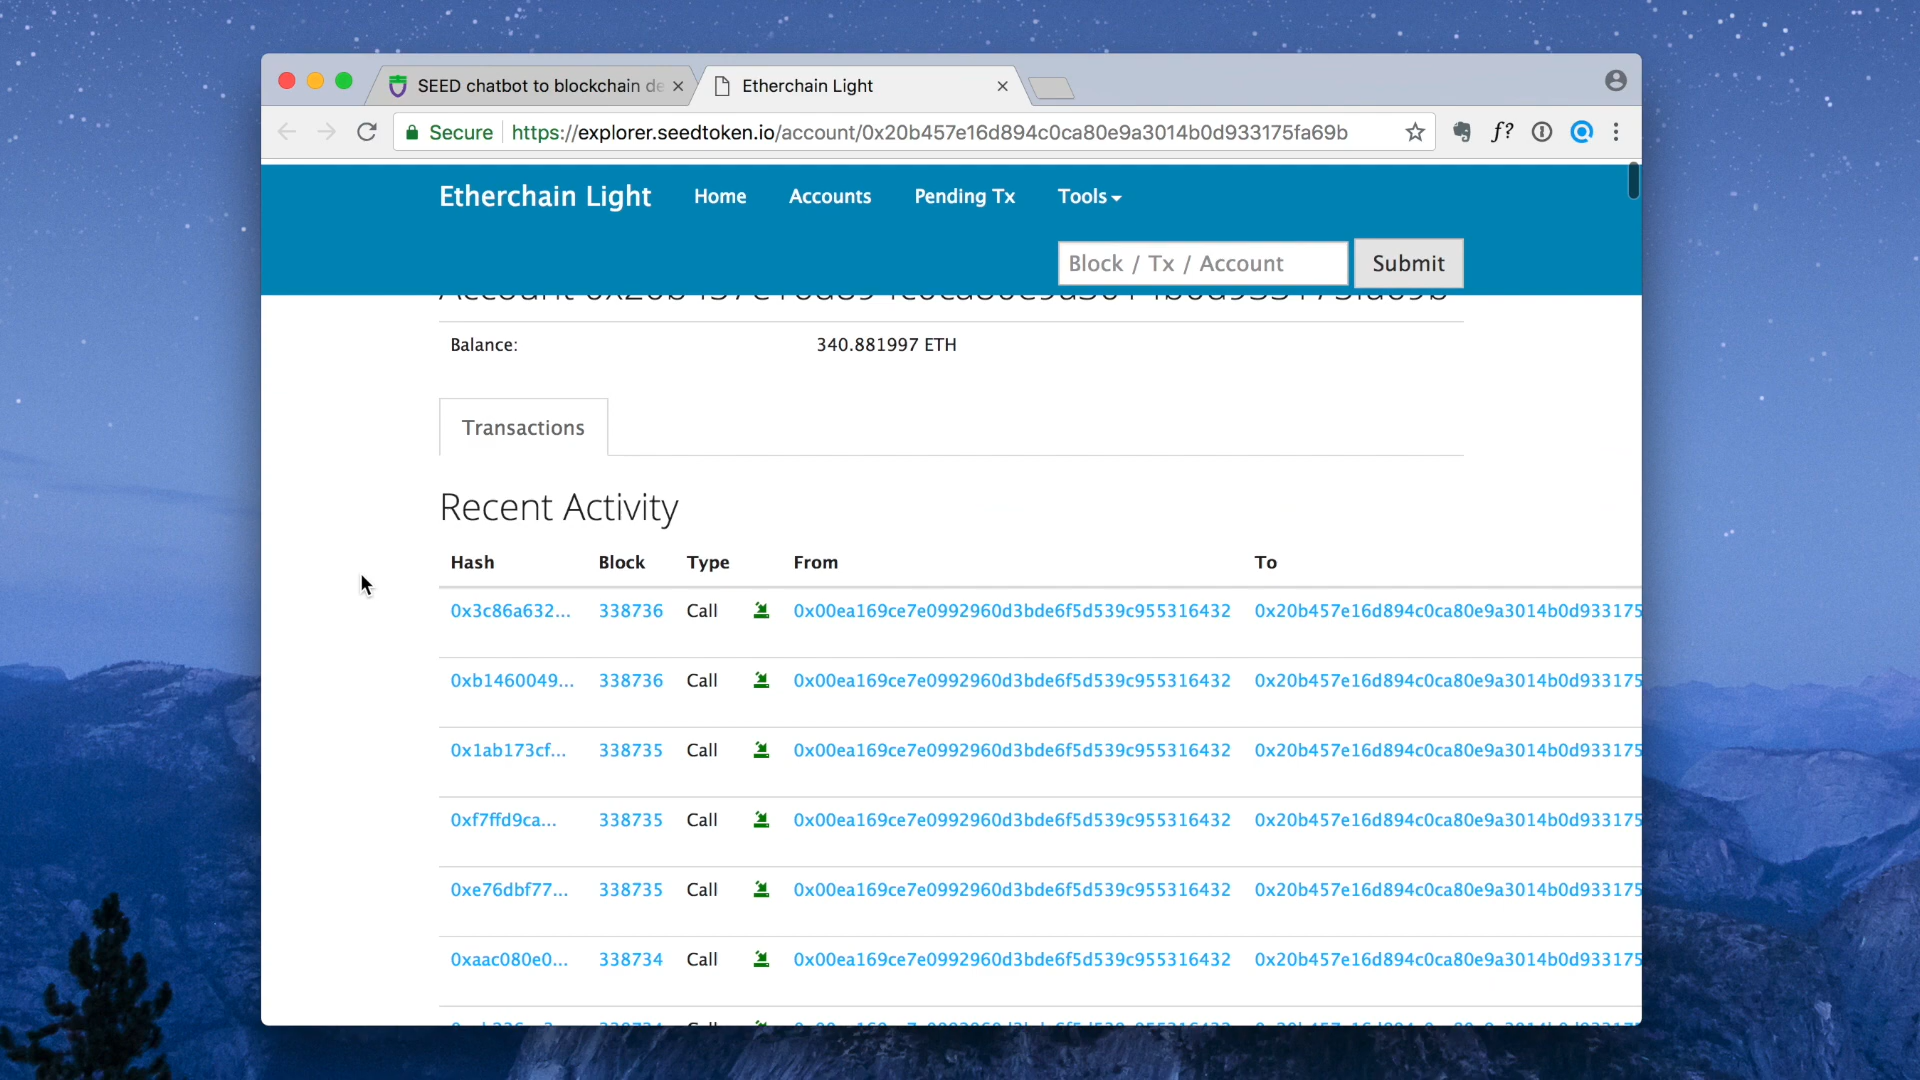 SEED chatbot to blockchain de
Etherchain Light
Secure https://explorer.seedtoken.io/account/0x20b457e16d894c0ca80e9a3014b0d933175fa69b
f?
Etherchain Light Home Accounts Pending Tx Tools
Block / Tx / Account Submit
Account 0x20b457e16d894c0ca80e9a3014b0d933175fa69b
Balance: 340.881997 ETH
Transactions
Recent Activity
Hash Block Type From To
0x3c86a632... 338736 Call 0x00ea169ce7e0992960d3bde6f5d539c955316432 0x20b457e16d894c0ca80e9a3014b0d933175
0xb1460049... 338736 Call 0x00ea169ce7e0992960d3bde6f5d539c955316432 0x20b457e16d894c0ca80e9a3014b0d933175
0x1ab173cf... 338735 Call 0x00ea169ce7e0992960d3bde6f5d539c955316432 0x20b457e16d894c0ca80e9a3014b0d933175
0xf7ffd9ca... 338735 Call 0x00ea169ce7e0992960d3bde6f5d539c955316432 0x20b457e16d894c0ca80e9a3014b0d933175
0xe76dbf77... 338735 Call 0x00ea169ce7e0992960d3bde6f5d539c955316432 0x20b457e16d894c0ca80e9a3014b0d933175
0xaac080e0... 338734 Call 0x00ea169ce7e0992960d3bde6f5d539c955316432 0x20b457e16d894c0ca80e9a3014b0d933175